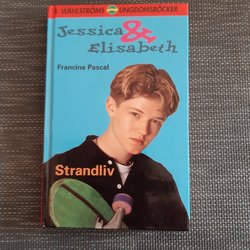 B. WAHLSTRÖMS UNGDOMSBÖCKER
Jessica &
Elisabeth
Francine Pascal
Strandliv